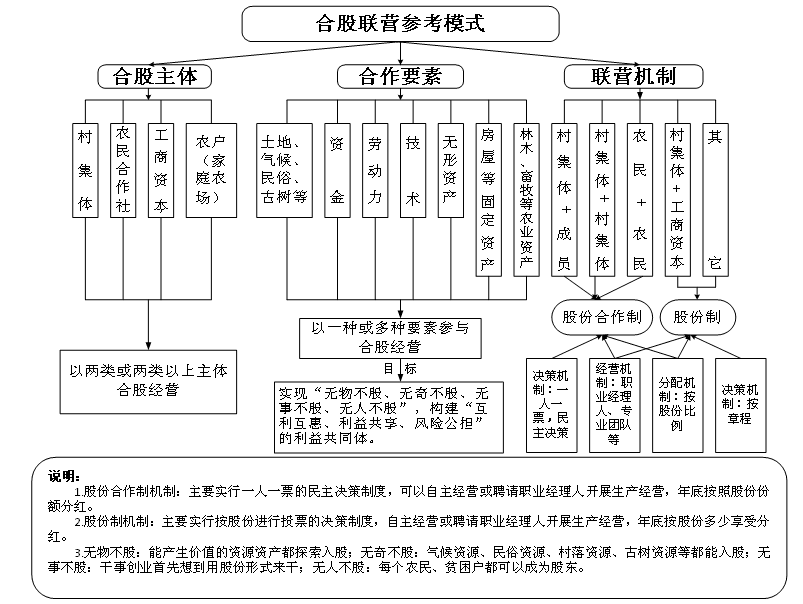 合股联营参考模式
合股主体
合作要素
联营机制
村集体
农民合作社
工商资本
农户
（家
庭农
场）
土地、
气候、
民俗、
古树等
资金
劳动力
技术
无形资产
房屋等固定资产
林木、畜牧等农业资产
村集体＋成员
村集体＋村集体
农民＋农民
村集体＋工商资本
其它
股份合作制
股份制
以两类或两类以上主体
合股经营
以一种或多种要素参与
合股经营
目 标
实现“无物不股、无奇不股、无
事不股、无人不股”，构建“互
利互惠、利益共享、风险公担”
的利益共同体。
决策机
制：一
人一
票，民
主决策
经营机
制：职
业经理
人、专
业团队
等
分配机
制：按
股份比
例
决策机
制：按
章程
说明：
1.股份合作制机制：主要实行一人一票的民主决策制度，可以自主经营或聘请职业经理人开展生产经营，年底按照股份份
额分红。
2.股份制机制：主要实行按股份进行投票的决策制度，自主经营或聘请职业经理人开展生产经营，年底按股份多少享受分
红。
3.无物不股：能产生价值的资源资产都探索入股；无奇不股：气候资源、民俗资源、村落资源、古树资源等都能入股；无
事不股：干事创业首先想到用股份形式来干；无人不股：每个农民、贫困户都可以成为股东。